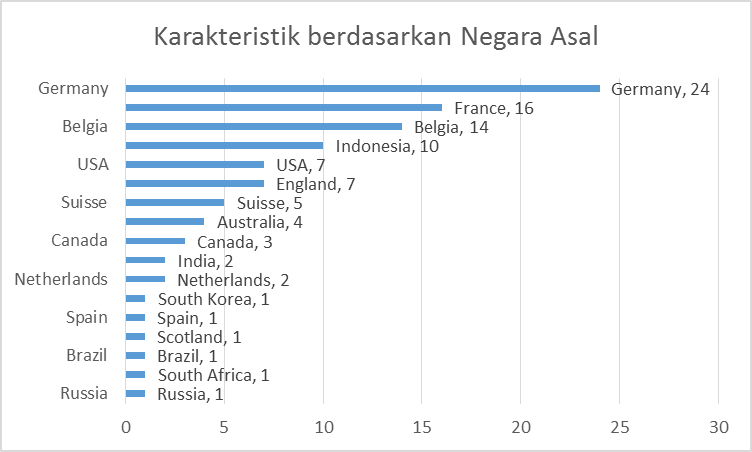 Karakteristik berdasarkan Negara Asal
Germany Germany, 24
France, 16
Belgia Belgia, 14
Indonesia, 10
USA USA, 7
England, 7
Suisse Suisse, 5
Australia, 4
Canada Canada, 3
India, 2
Netherlands Netherlands, 2
South Korea, 1
Spain Spain, 1
Scotland, 1
Brazil Brazil, 1
South Africa, 1
Russia Russia, 1
0 5 10 15 20 25 30